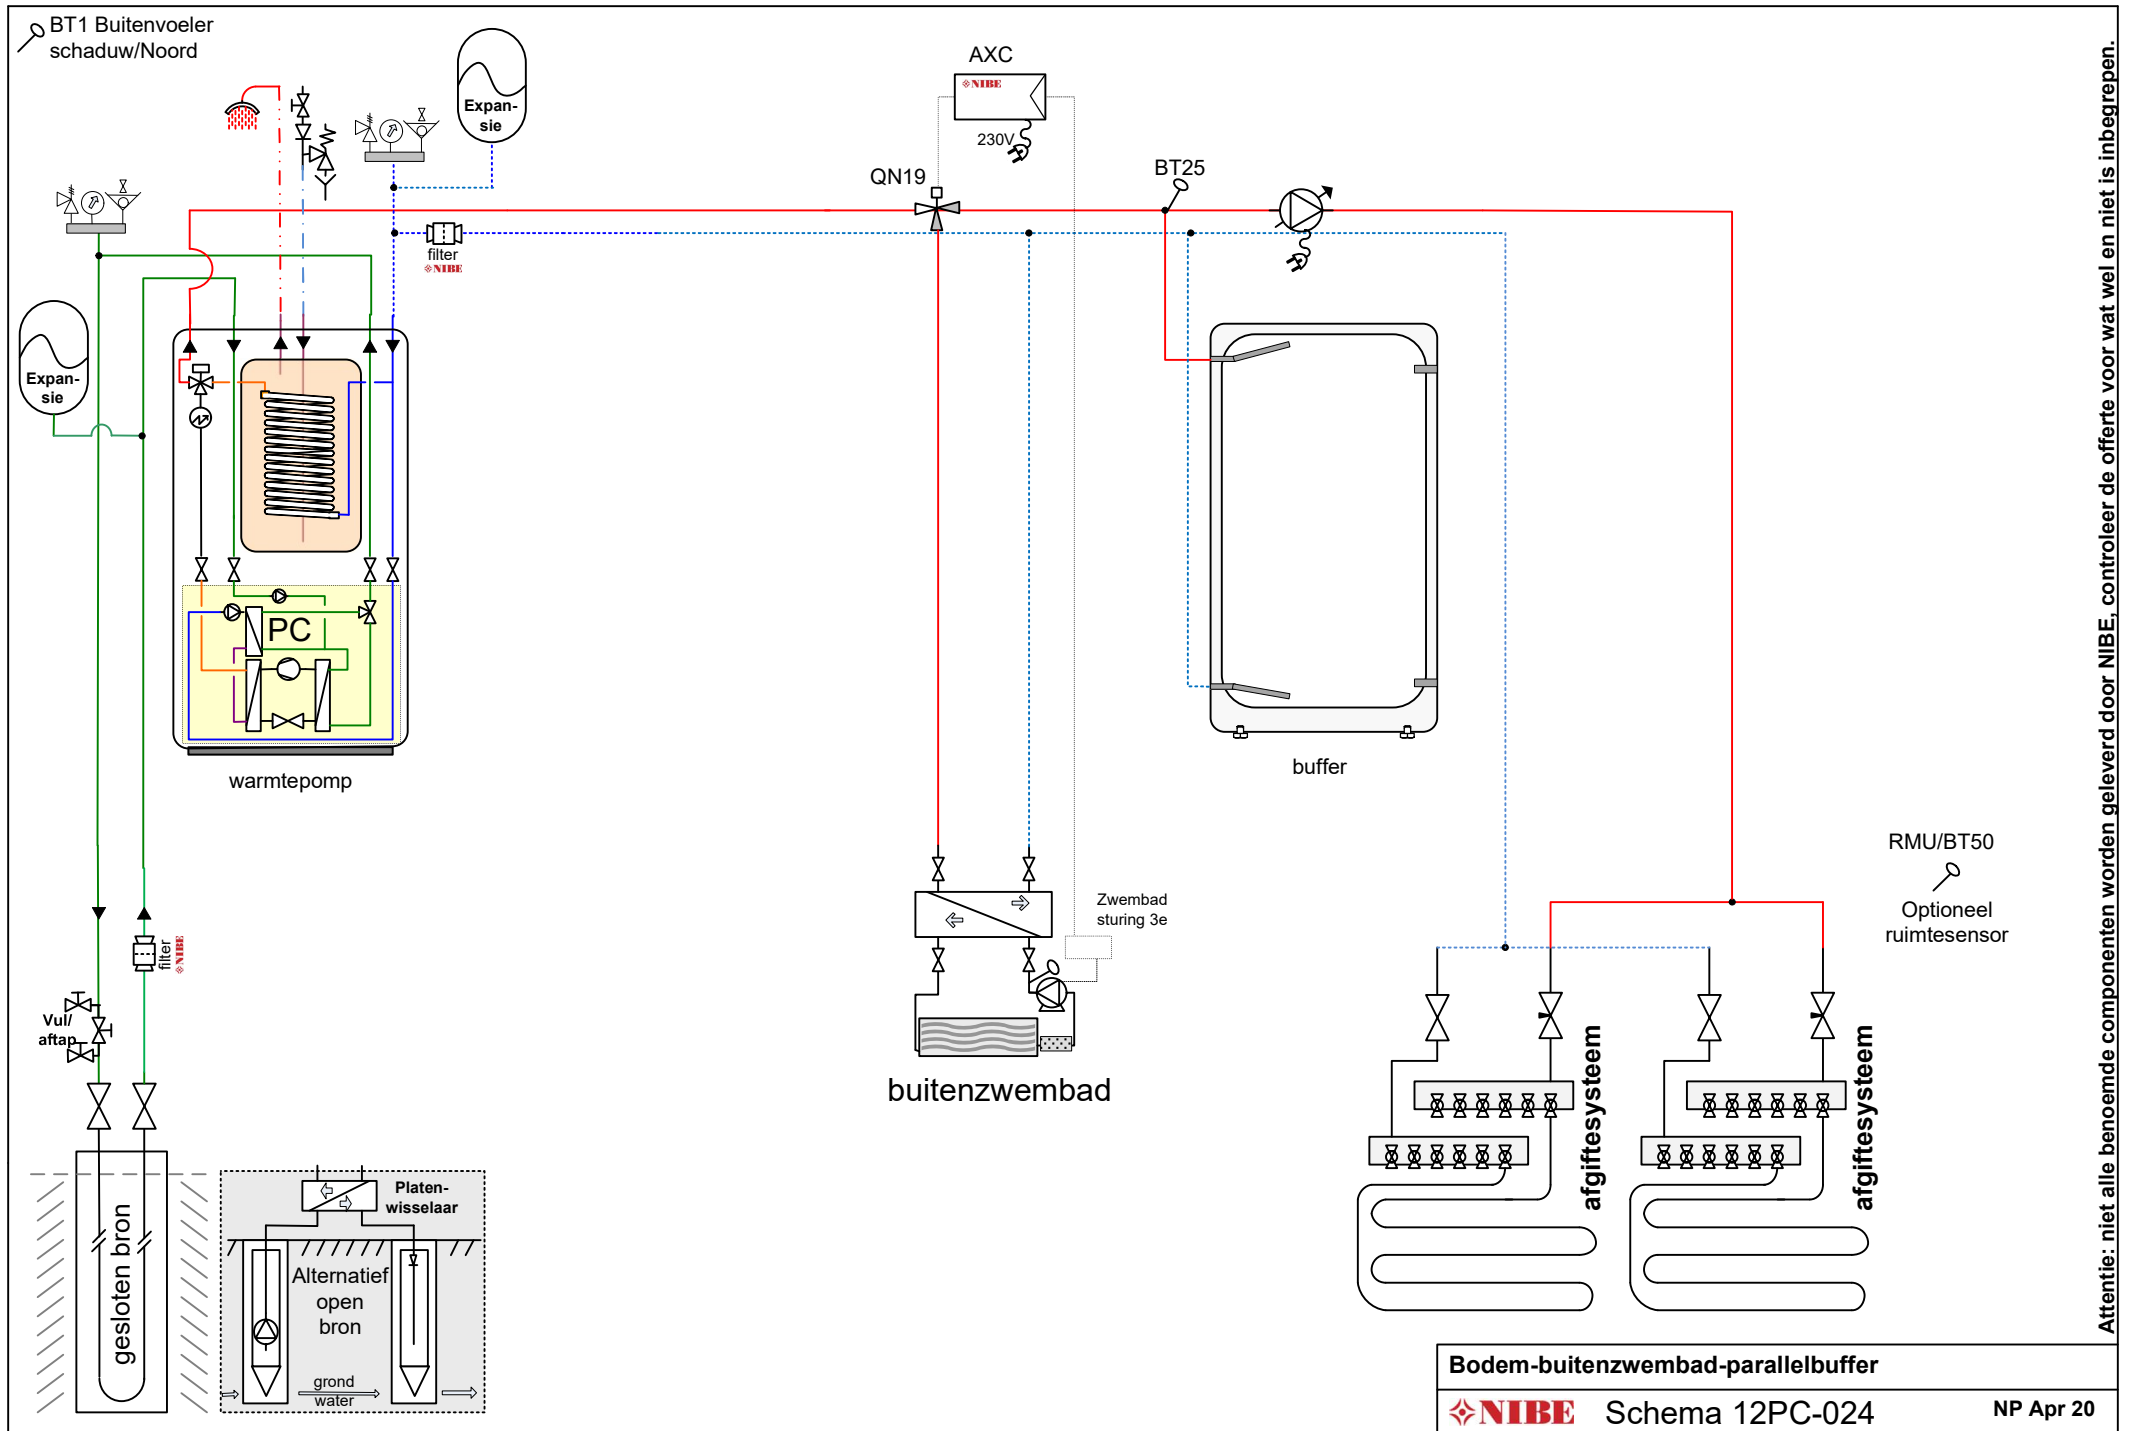 BT1 Buitenvoeler
schaduw/Noord
Expan-
sie
AXC
NIBE
230V
QN19
BT25
filter
NIBE
Expan-
sie
PC
warmtepomp
buffer
RMU/BT50
Optioneel
ruimtesensor
Zwembad
sturing 3e
filter
NIBE
Vul/
aftap
buitenzwembad
afgiftesysteem
afgiftesysteem
gesloten bron
Platen-
wisselaar
Alternatief
open
bron
grond
water
Attentie: niet alle benoemde componenten worden geleverd door NIBE, controleer de offerte voor wat wel en niet is inbegrepen.
Bodem-buitenzwembad-parallelbuffer
NIBE Schema 12PC-024 NP Apr 20